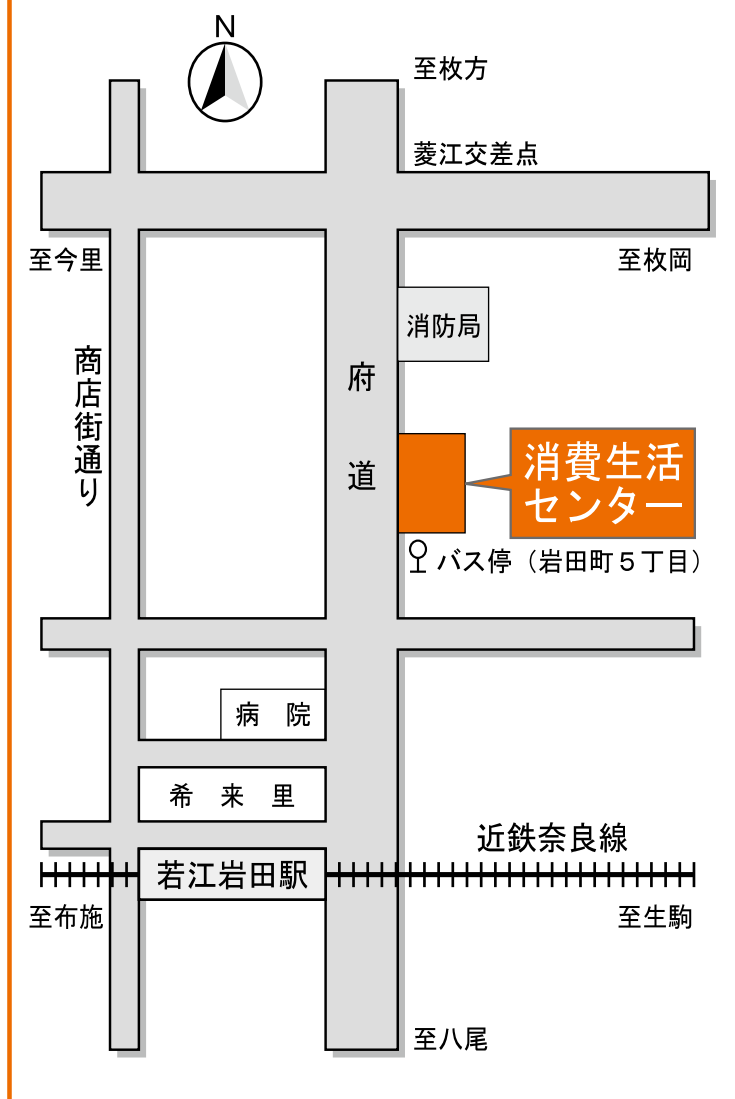 N
至枚方
菱江交差点
至今里
至枚岡
消防局
商店街通り
府道
消費生活
センター
バス停（岩田町５丁目）
病院
希来里
近鉄奈良線
若江岩田駅
至布施
至生駒
至八尾